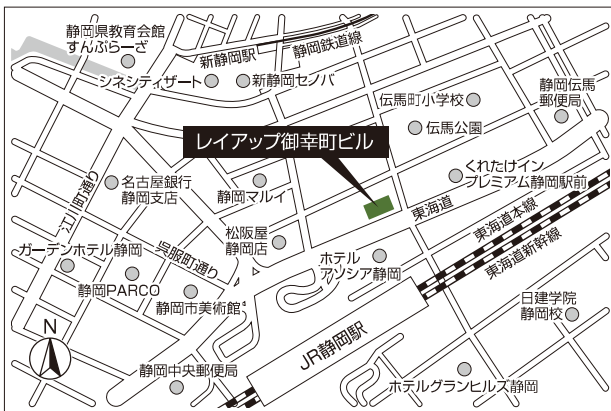 静岡県教育会館
すんぷらーざ
新静岡駅
静岡鉄道線
シネシティザート
新静岡セノバ
伝馬町小学校
静岡伝馬
郵便局
伝馬公園
レイアップ御幸町ビル
くれたけイン
プレミアム静岡駅前
名古屋銀行
静岡支店
静岡マルイ
東海道
江川町通り
松阪屋
静岡店
呉服町通り
東海道本線
東海道新幹線
ガーデンホテル静岡
ホテル
アソシア静岡
静岡PARCO
静岡市美術館
日建学院
静岡校
N
JR静岡駅
静岡中央郵便局
ホテルグランヒルズ静岡